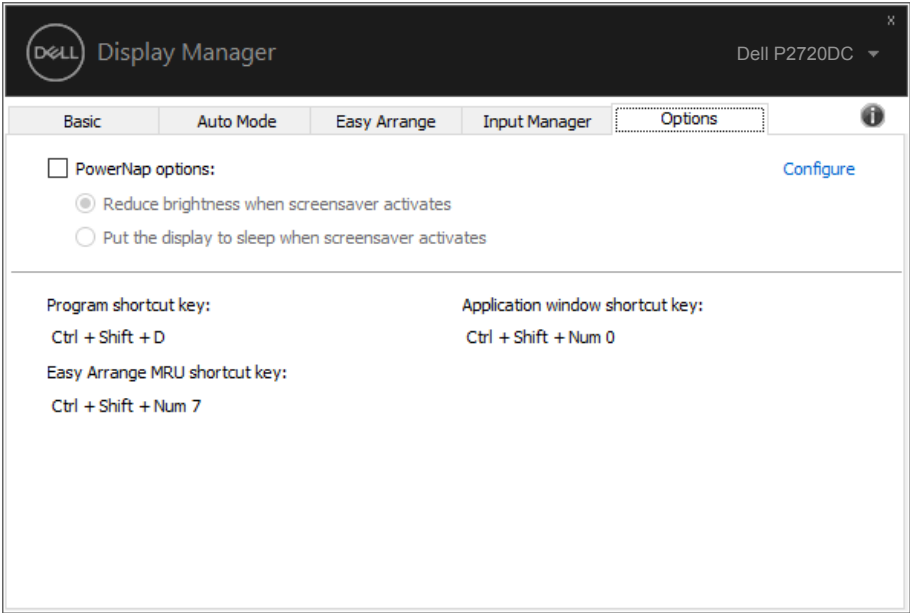 x
DELL
Display Manager
Dell P2720DC
Basic
Auto Mode
Easy Arrange
Input Manager
Options
i
PowerNap options:
Configure
Reduce brightness when screensaver activates
Put the display to sleep when screensaver activates
Program shortcut key:
Application window shortcut key:
Ctrl + Shift + D
Ctrl + Shift + Num 0
Easy Arrange MRU shortcut key:
Ctrl + Shift + Num 7